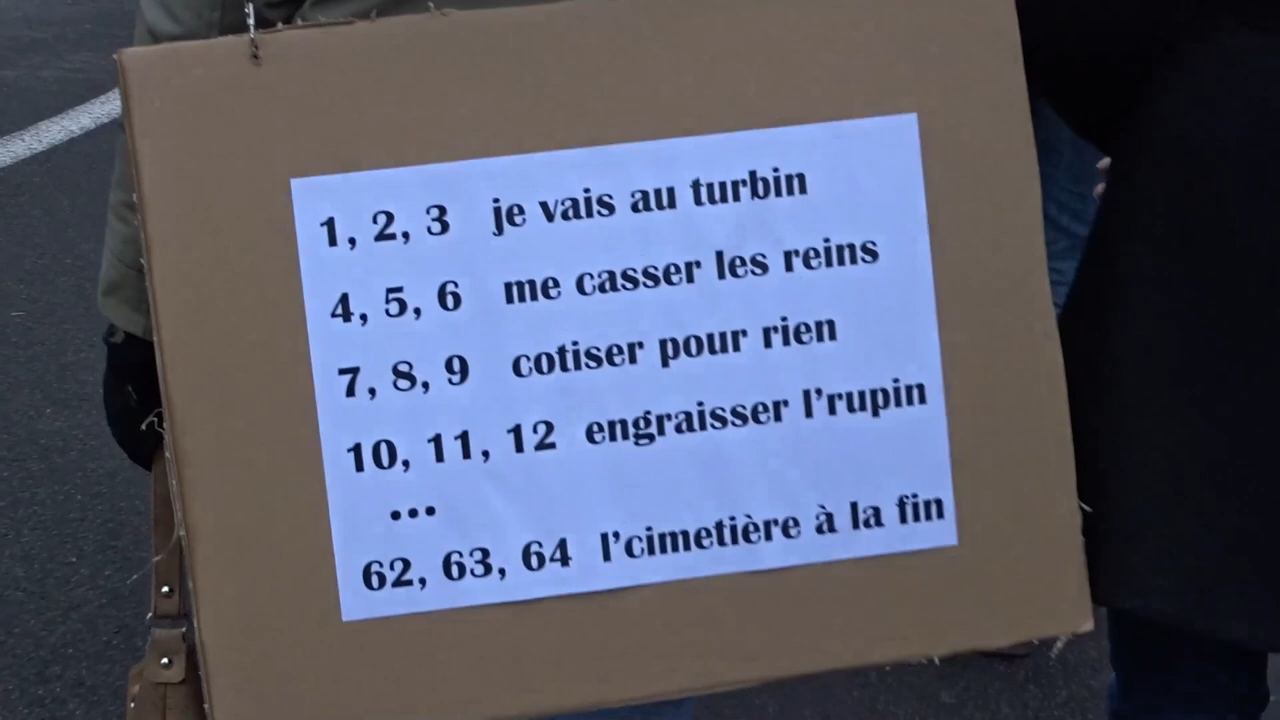 1, 2, 3 je vais au turbin
4, 5, 6 me casser les reins
7, 8, 9 cotiser pour rien
10, 11, 12 engraisser l'rupin
...
62, 63, 64 l'cimetière à la fin